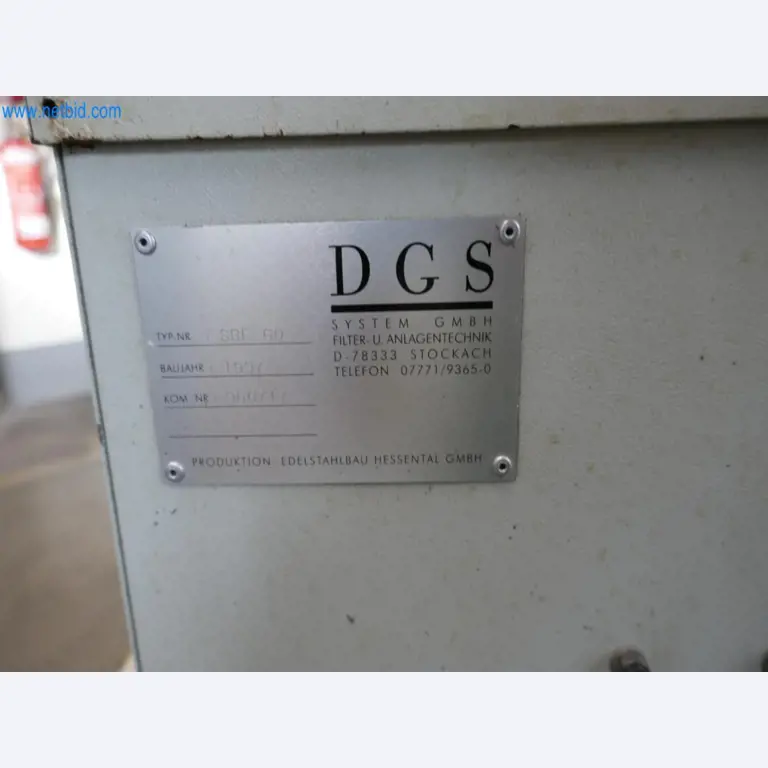 www.netbid.com
DGS
SYSTEM GMBH
FILTER- U. ANLAGENTECHNIK
D-78333 STOCKACH
TELEFON 07771/9365-0
TYP-NR.
BAUJAHR 1997
KOM. NR.
PRODUKTION: EDELSTAHLBAU HESSENTAL GMBH